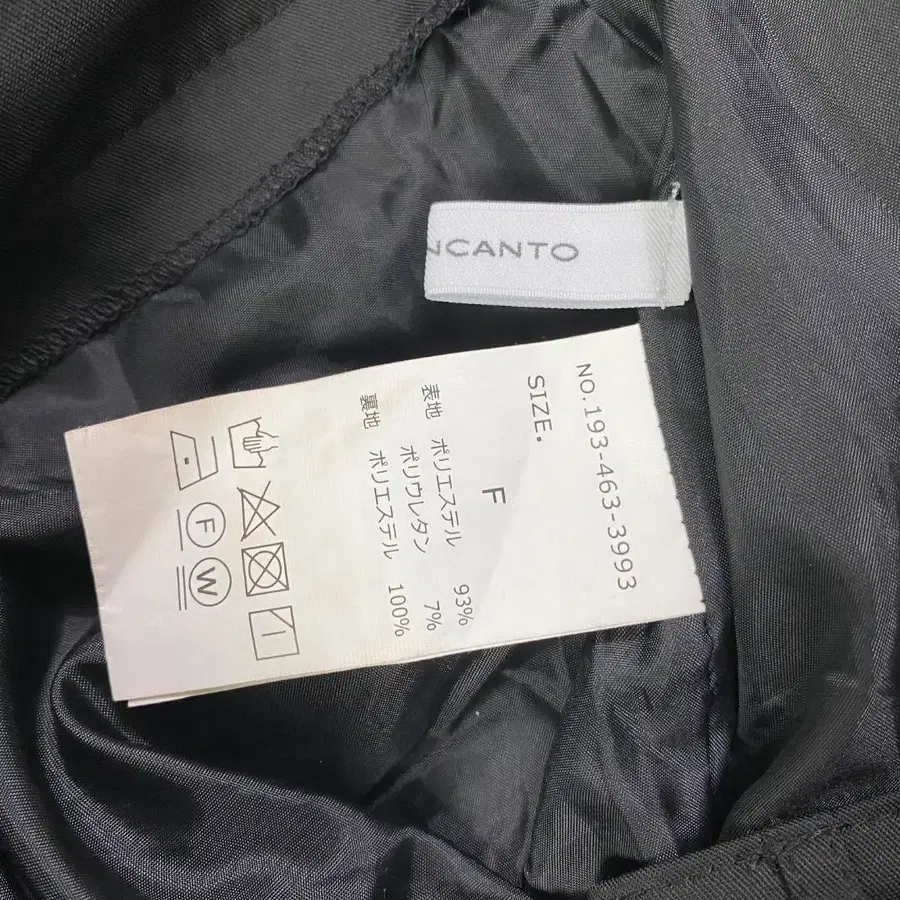 NCANTO
NO.193-463-3993
SIZE.
F
表地 ポリエステル 93%
ポリウレタン 7%
裏地 ポリエステル 100%
F
W